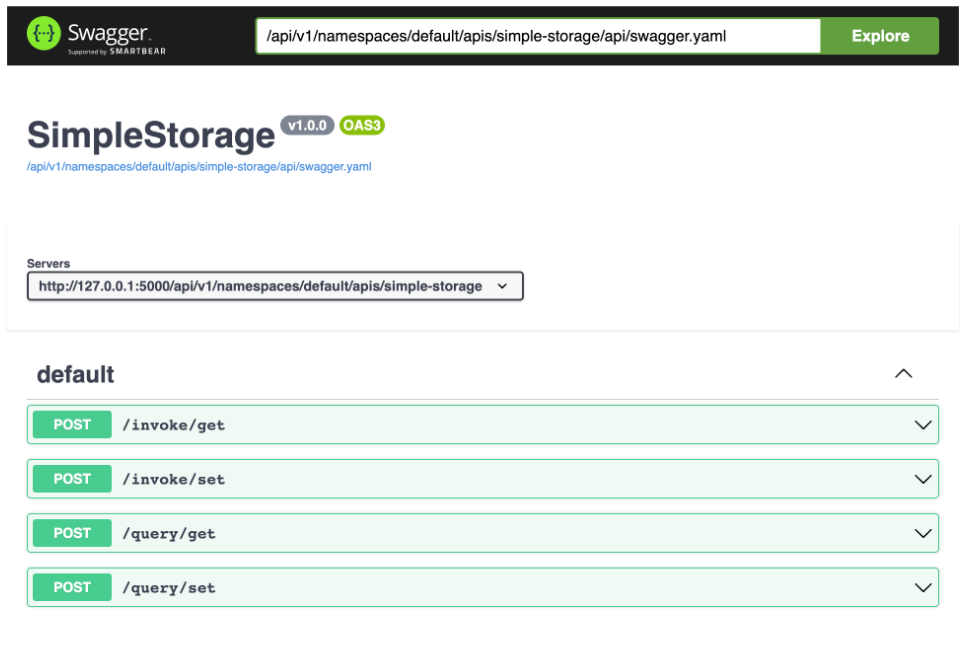 {··} Swagger.
Supported by SMARTBEAR
/api/v1/namespaces/default/apis/simple-storage/api/swagger.yaml
Explore
SimpleStorage v1.0.0 OAS3
/api/v1/namespaces/default/apis/simple-storage/api/swagger.yaml
Servers
http://127.0.0.1:5000/api/v1/namespaces/default/apis/simple-storage
default
POST /invoke/get
POST /invoke/set
POST /query/get
POST /query/set